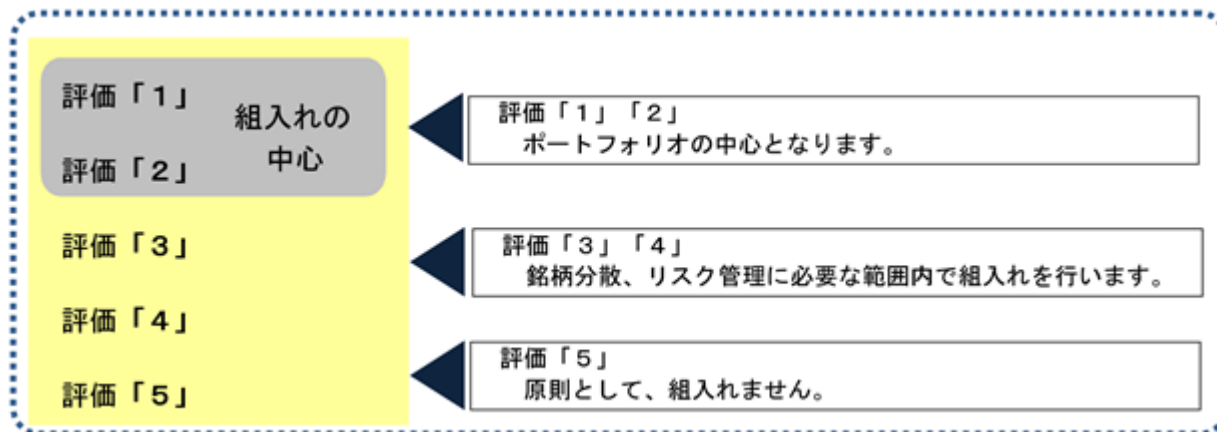 評価「１」
組入れの
中心
評価「２」
評価「３」
評価「４」
評価「５」
評価「１」「２」
ポートフォリオの中心となります。
評価「３」「４」
銘柄分散、リスク管理に必要な範囲内で組入れを行います。
評価「５」
原則として、組入れません。